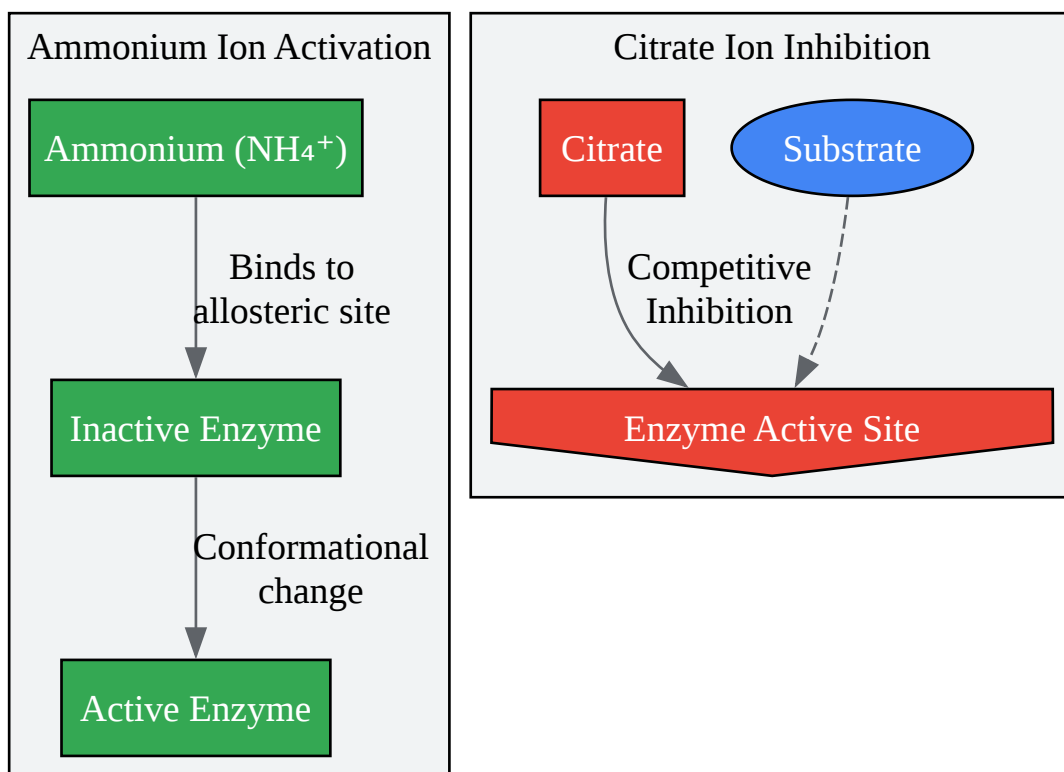 Ammonium Ion Activation
Ammonium (NH₄⁺)
Binds to
allosteric site
Inactive Enzyme
Conformational
change
Active Enzyme
Citrate Ion Inhibition
Citrate
Substrate
Competitive
Inhibition
Enzyme Active Site